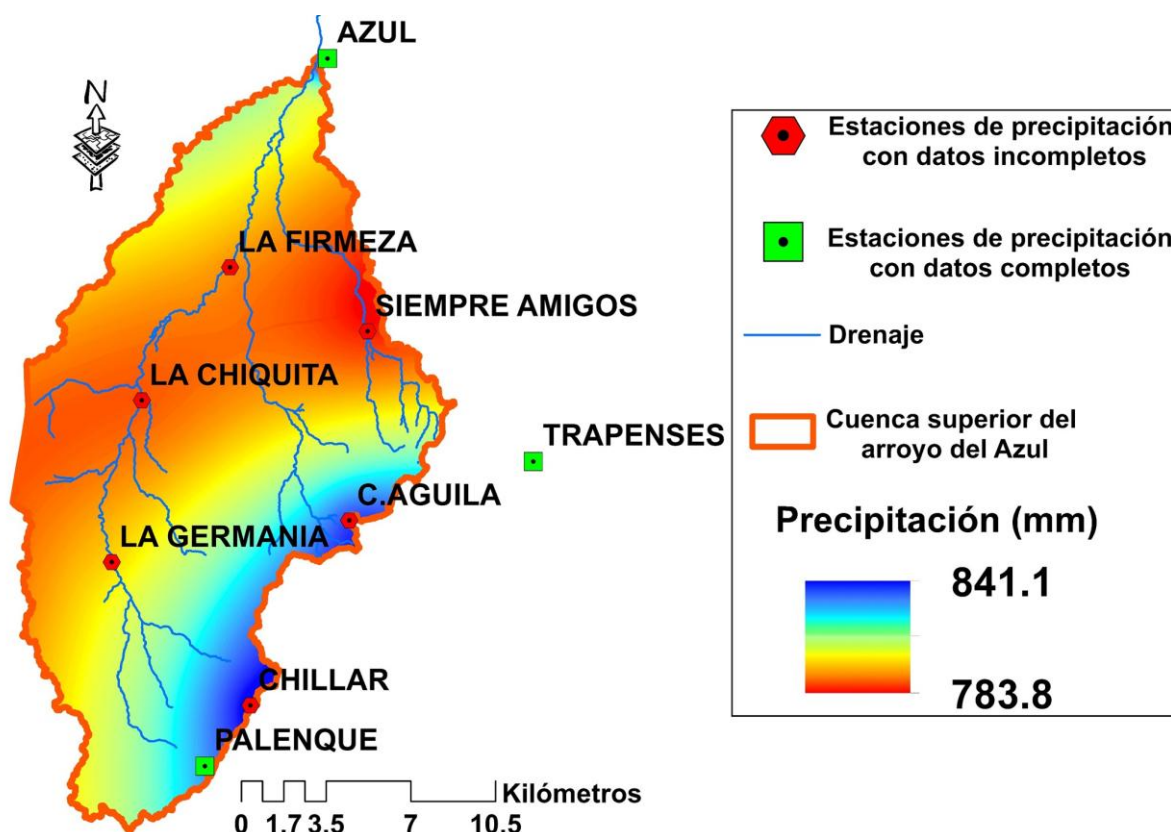 AZUL
N
LA FIRMEZA
SIEMPRE AMIGOS
LA CHIQUITA
TRAPENSES
C.AGUILA
LA GERMANIA
CHILLAR
PALENQUE
Kilómetros
0 1.7 3.5 7 10.5
Estaciones de precipitación
con datos incompletos
Estaciones de precipitación
con datos completos
Drenaje
Cuenca superior del
arroyo del Azul
Precipitación (mm)
841.1
783.8